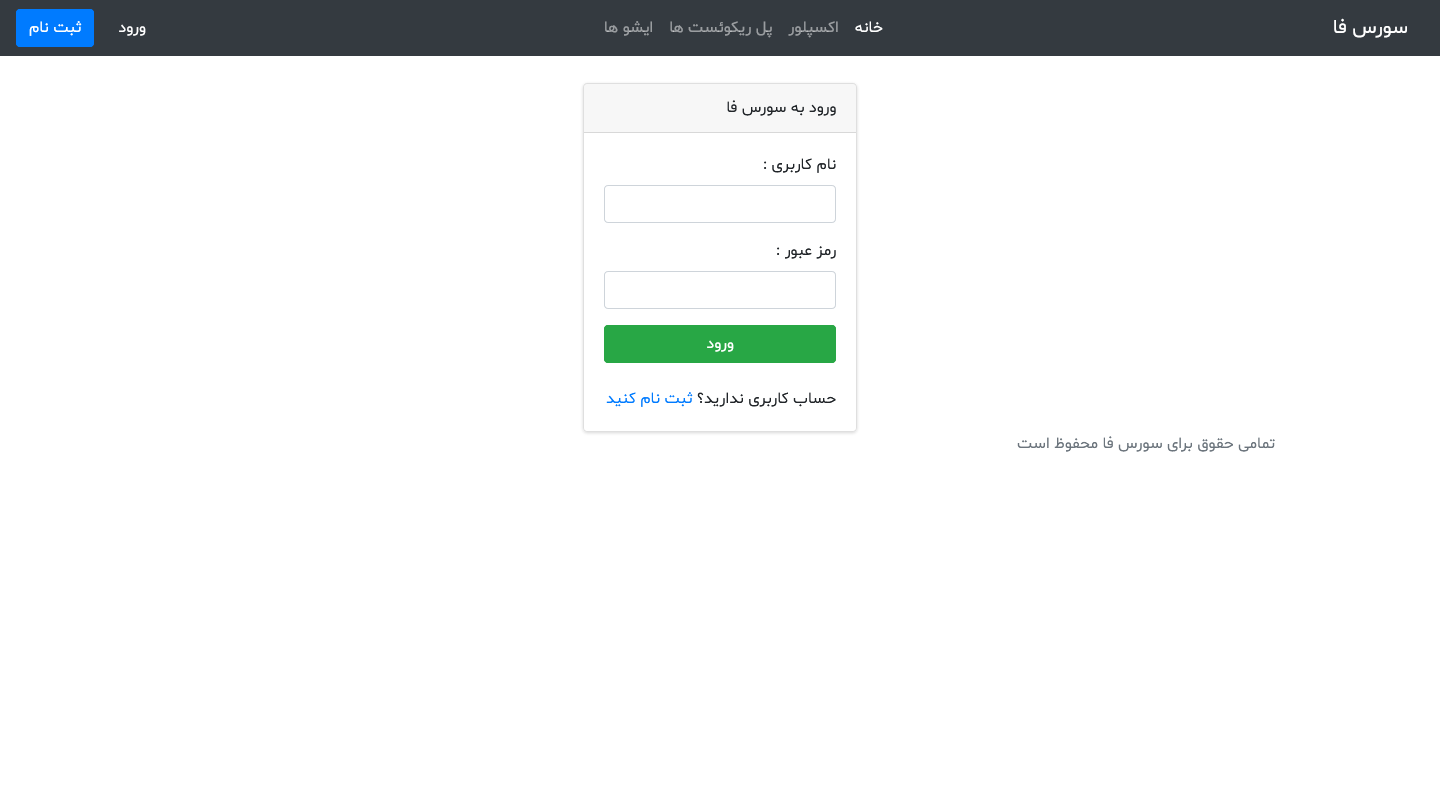 سورس فا
خانه اکسپلور پل ریکوئست ها ایشو ها
ورود
ثبت نام
ورود به سورس فا
نام کاربری :
رمز عبور :
ورود
حساب کاربری ندارید؟ ثبت نام کنید
تمامی حقوق برای سورس فا محفوظ است